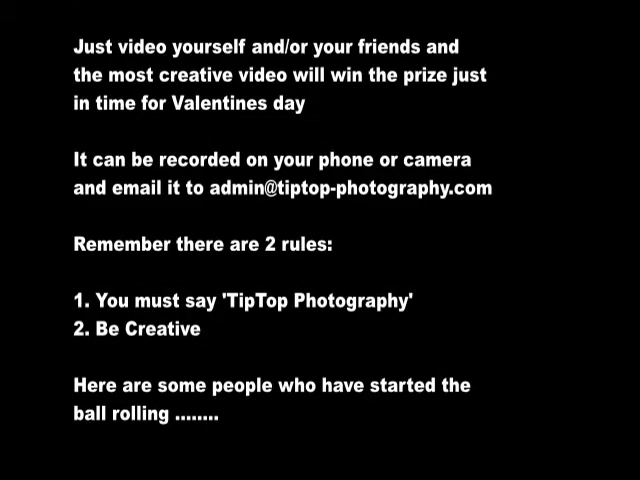 Just video yourself and/or your friends and
the most creative video will win the prize just
in time for Valentines day
It can be recorded on your phone or camera
and email it to admin@tiptop-photography.com
Remember there are 2 rules:
1. You must say 'TipTop Photography'
2. Be Creative
Here are some people who have started the
ball rolling ........